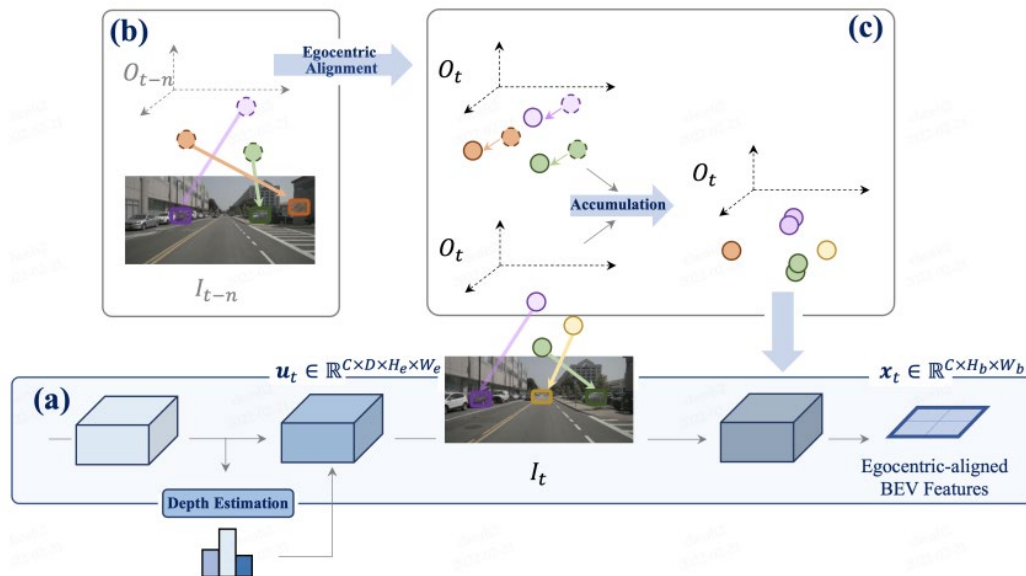 (b)
O_{t−n}
I_{t−n}
Egocentric
Alignment
(c)
O_t
O_t
Accumulation
O_t
(a)
u_t ∈ ℝ^{C×D×H_e×W_e}
Depth Estimation
I_t
x_t ∈ ℝ^{C×H_b×W_b}
Egocentric-aligned
BEV Features